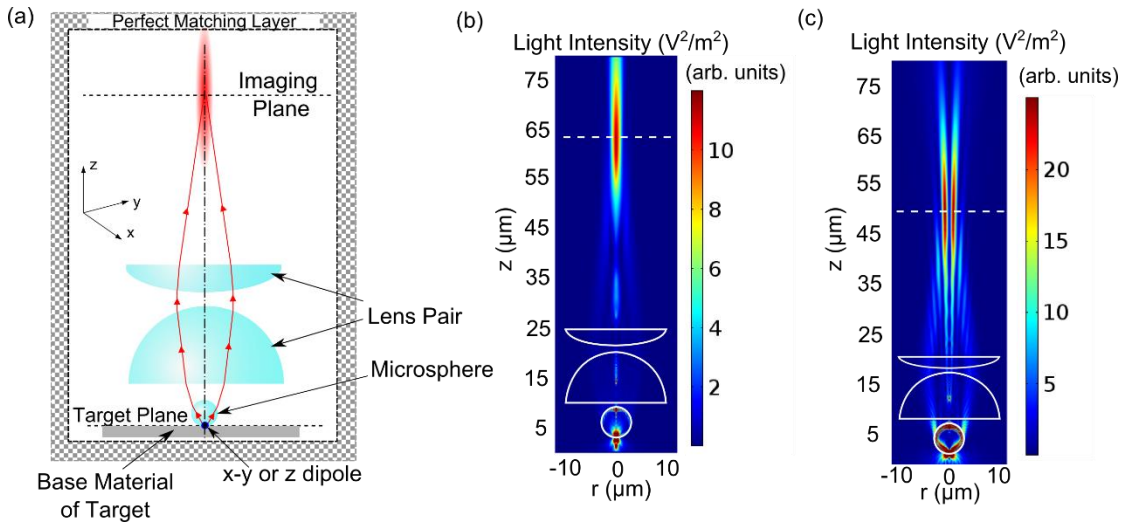 (a)
Perfect Matching Layer
Imaging
Plane
z
y
x
Lens Pair
Microsphere
Target Plane
x-y or z dipole
Base Material
of Target
(b)
Light Intensity (V²/m²)
(arb. units)
75
65
55
45
35
25
15
5
z (µm)
-10
0
10
r (µm)
10
8
6
4
2
(c)
Light Intensity (V²/m²)
(arb. units)
75
65
55
45
35
25
15
5
z (µm)
-10
0
10
r (µm)
20
15
10
5